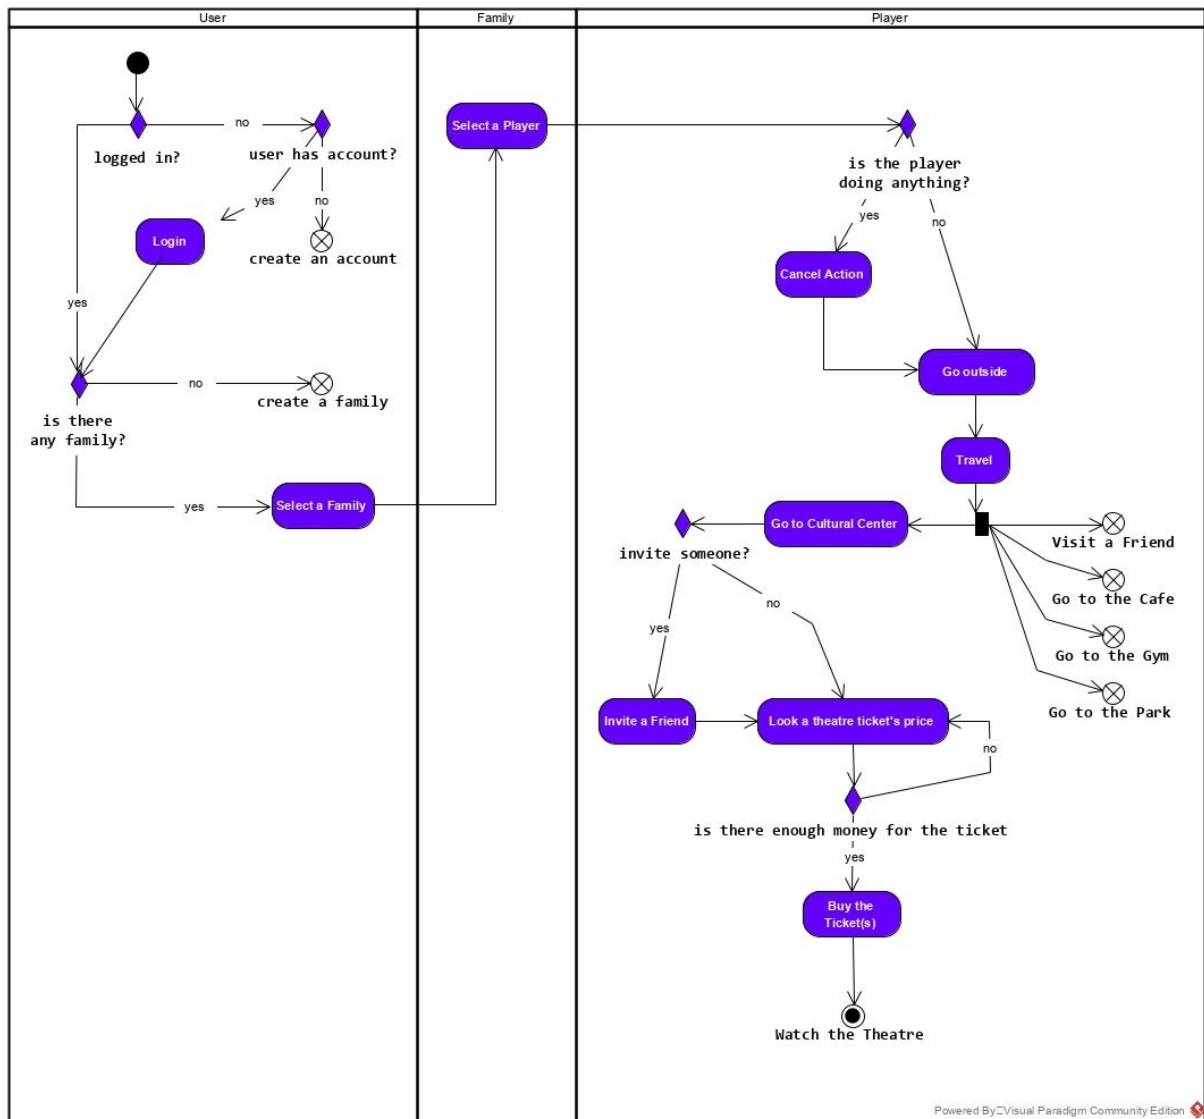 User
Family
Player
no
logged in?
user has account?
yes
no
Login
create an account
yes
no
create a family
is there
any family?
yes
Select a Family
Select a Player
is the player
doing anything?
yes
no
Cancel Action
Go outside
Travel
Go to Cultural Center
Visit a Friend
Go to the Cafe
Go to the Gym
Go to the Park
invite someone?
yes
no
Invite a Friend
Look a theatre ticket's price
no
is there enough money for the ticket
yes
Buy the
Ticket(s)
Watch the Theatre
Powered By Visual Paradigm Community Edition